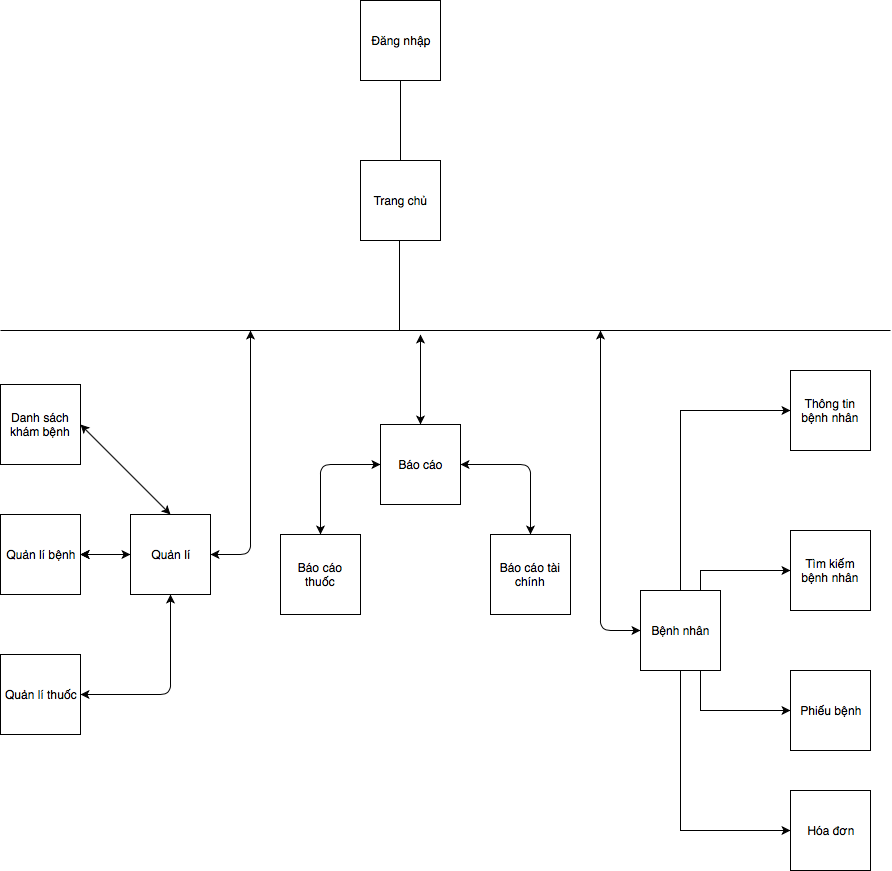 Đăng nhập
Trang chủ
Danh sách
khám bệnh
Quản lí bệnh
Quản lí
Quản lí thuốc
Báo cáo
Báo cáo
thuốc
Báo cáo tài
chính
Bệnh nhân
Thông tin
bệnh nhân
Tìm kiếm
bệnh nhân
Phiếu bệnh
Hóa đơn